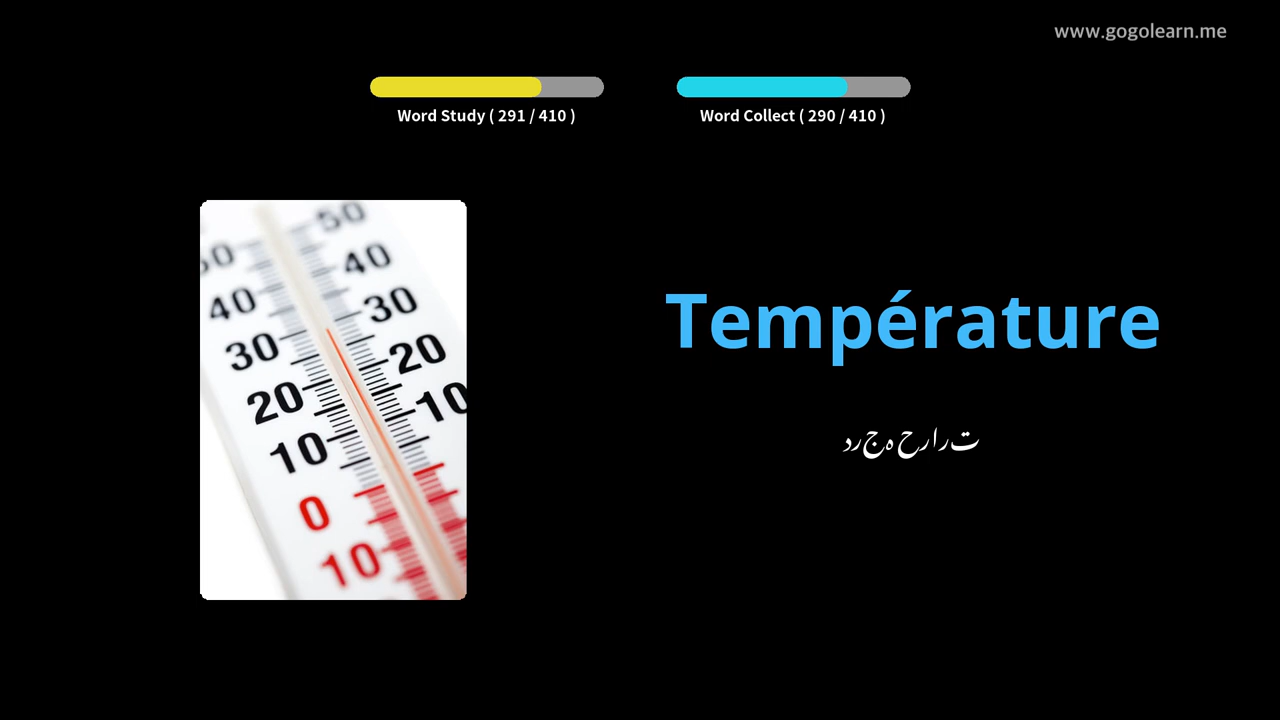 www.gogolearn.me
Word Study ( 291 / 410 )
Word Collect ( 290 / 410 )
50
50 40
40 30
30 20
20 10
10
0
10
Température
درجہ حرارت